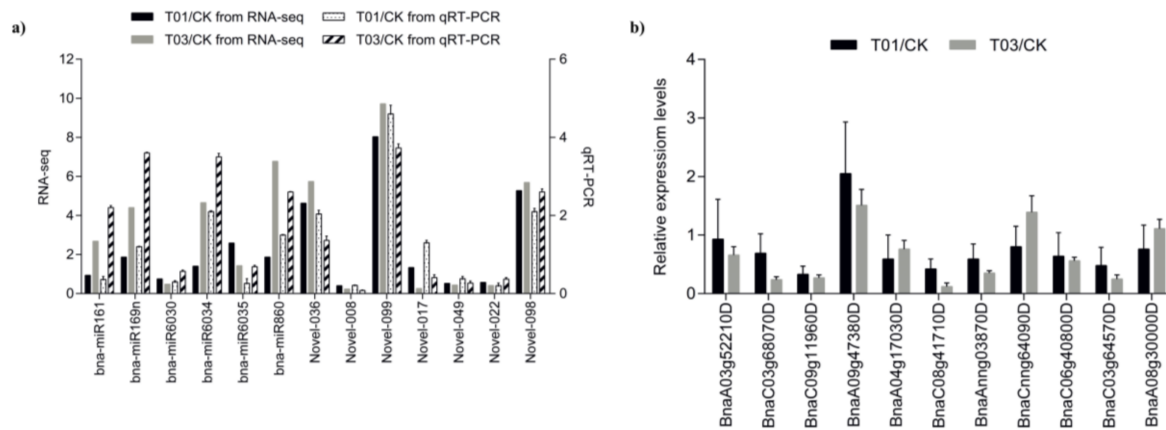 a)
T01/CK from RNA-seq
T01/CK from qRT-PCR
T03/CK from RNA-seq
T03/CK from qRT-PCR
RNA-seq
12
10
8
6
4
2
0
qRT-PCR
6
4
2
0
bna-miR161
bna-miR169n
bna-miR6030
bna-miR6034
bna-miR6035
bna-miR860
Novel-036
Novel-008
Novel-099
Novel-017
Novel-049
Novel-022
Novel-098
b)
T01/CK
T03/CK
Relative expressiom levels
4
3
2
1
0
BnaA03g52210D
BnaC03g68070D
BnaC09g11960D
BnaA09g47380D
BnaA04g17030D
BnaC08g41710D
BnaAnng03870D
BnaCnng64090D
BnaC06g40800D
BnaC03g64570D
BnaA08g30000D